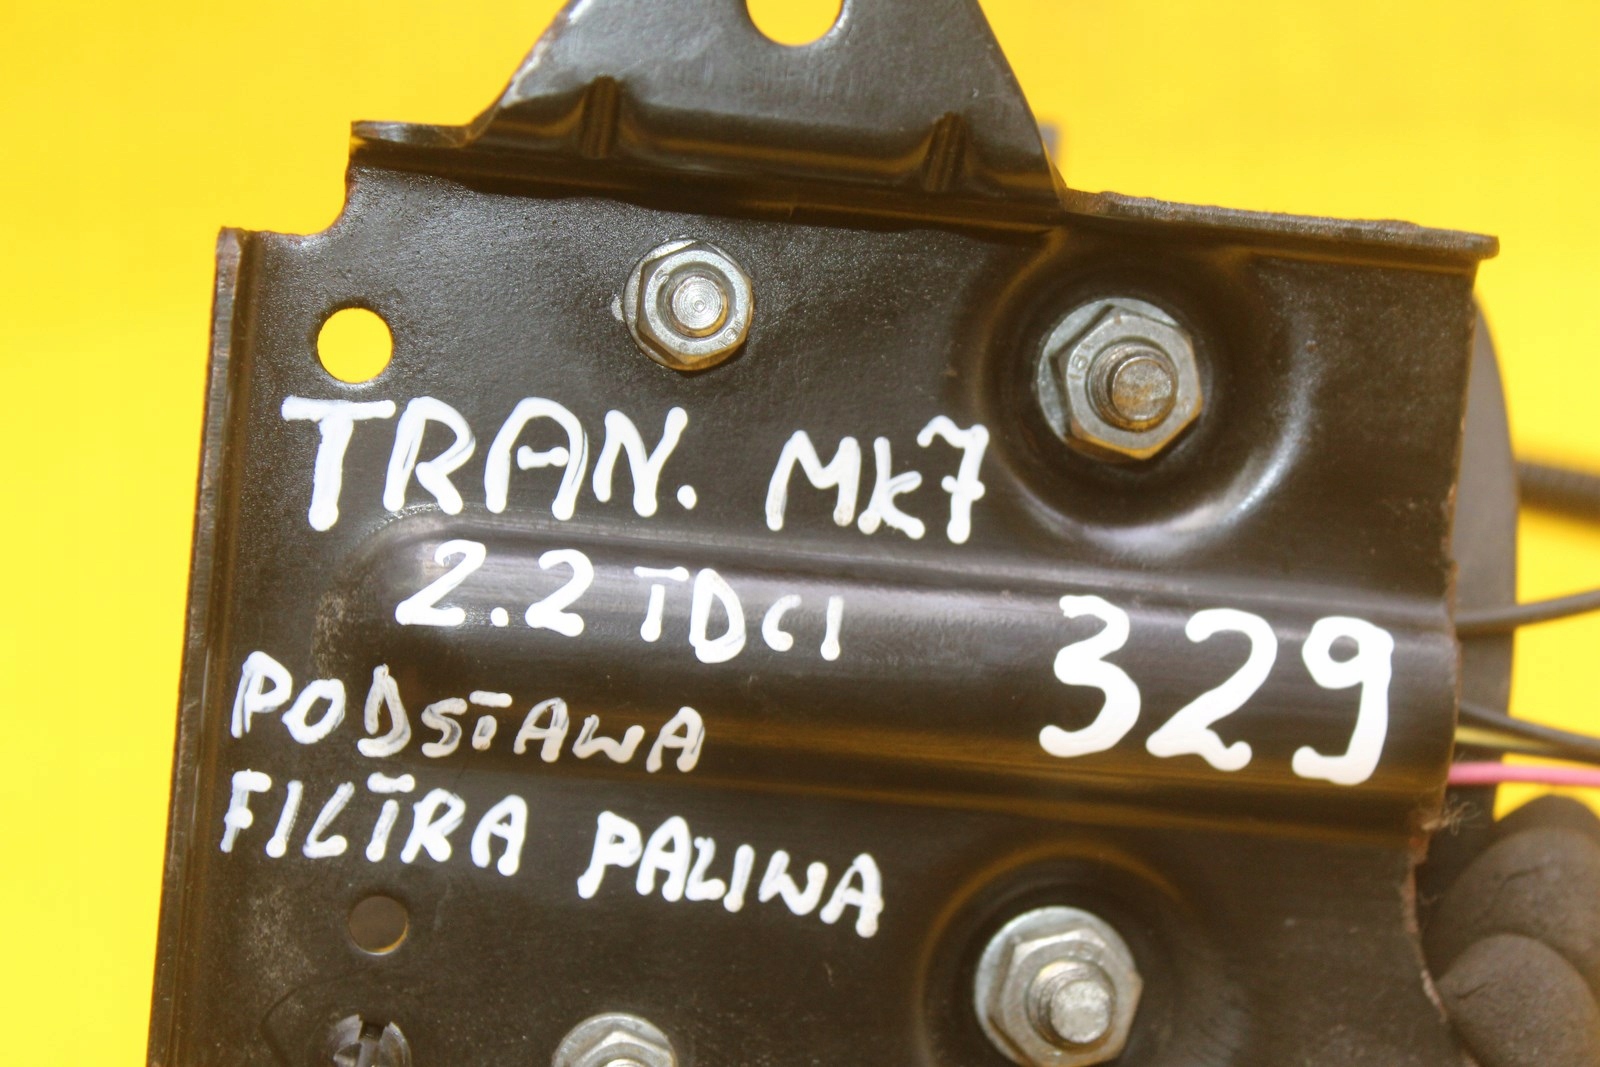 TRAN. Mk7
2.2 TDCI
329
PODSTAWA
FILTRA PALIWA